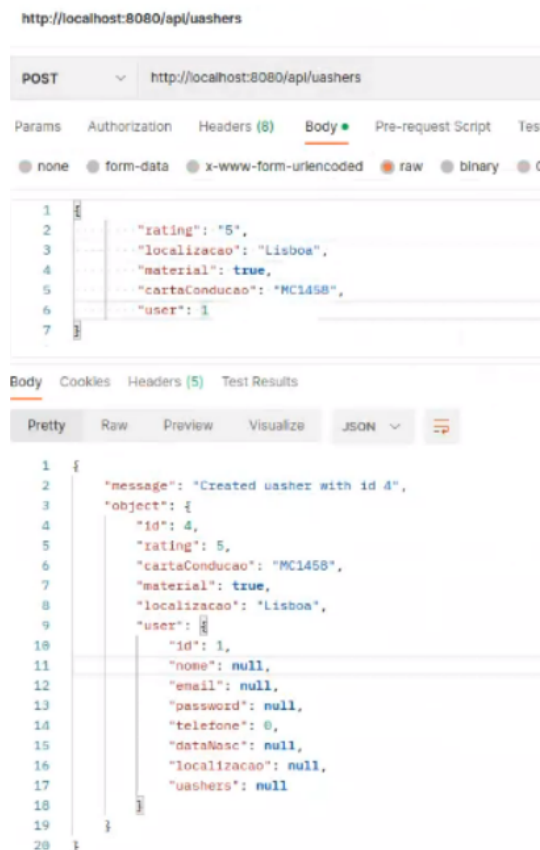 http://localhost:8080/api/uashers
POST http://localhost:8080/api/uashers
Params Authorization Headers (8) Body Pre-request Script
none form-data x-www-form-urlencoded raw binary
1 {
2 "rating": "5",
3 "localizacao": "Lisboa",
4 "material": true,
5 "cartaConducao": "MC1458",
6 "user": 1
7 }
Body Cookies Headers (5) Test Results
Pretty Raw Preview Visualize JSON
1 {
2 "message": "Created uasher with id 4",
3 "object": {
4 "id": 4,
5 "rating": 5,
6 "cartaConducao": "MC1458",
7 "material": true,
8 "localizacao": "Lisboa",
9 "user": {
10 "id": 1,
11 "nome": null,
12 "email": null,
13 "password": null,
14 "telefone": 0,
15 "dataNasc": null,
16 "localizacao": null,
17 "uashers": null
18 }
19 }
20 }